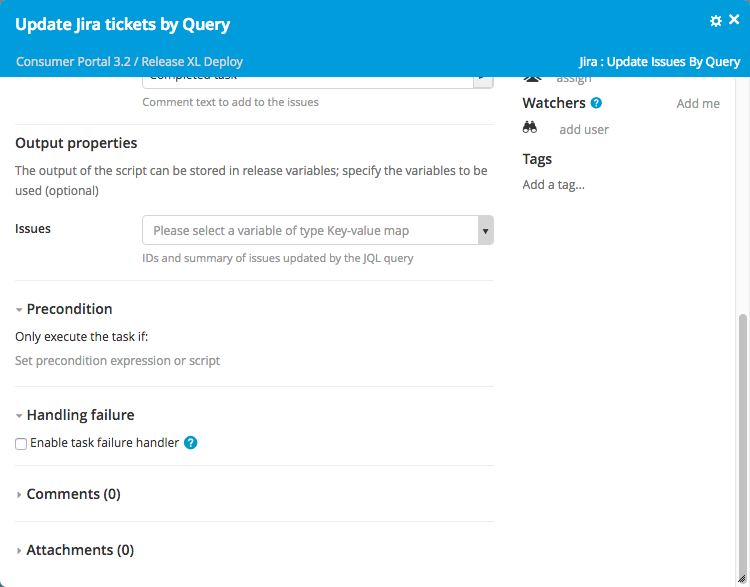 Update Jira tickets by Query
Consumer Portal 3.2 / Release XL Deploy
Jira : Update Issues By Query
Completed task
Comment text to add to the issues
Output properties
The output of the script can be stored in release variables; specify the variables to be
used (optional)
Issues
Please select a variable of type Key-value map
IDs and summary of issues updated by the JQL query
Precondition
Only execute the task if:
Set precondition expression or script
Handling failure
Enable task failure handler ?
Comments (0)
Attachments (0)
assign
Watchers ? Add me
add user
Tags
Add a tag...